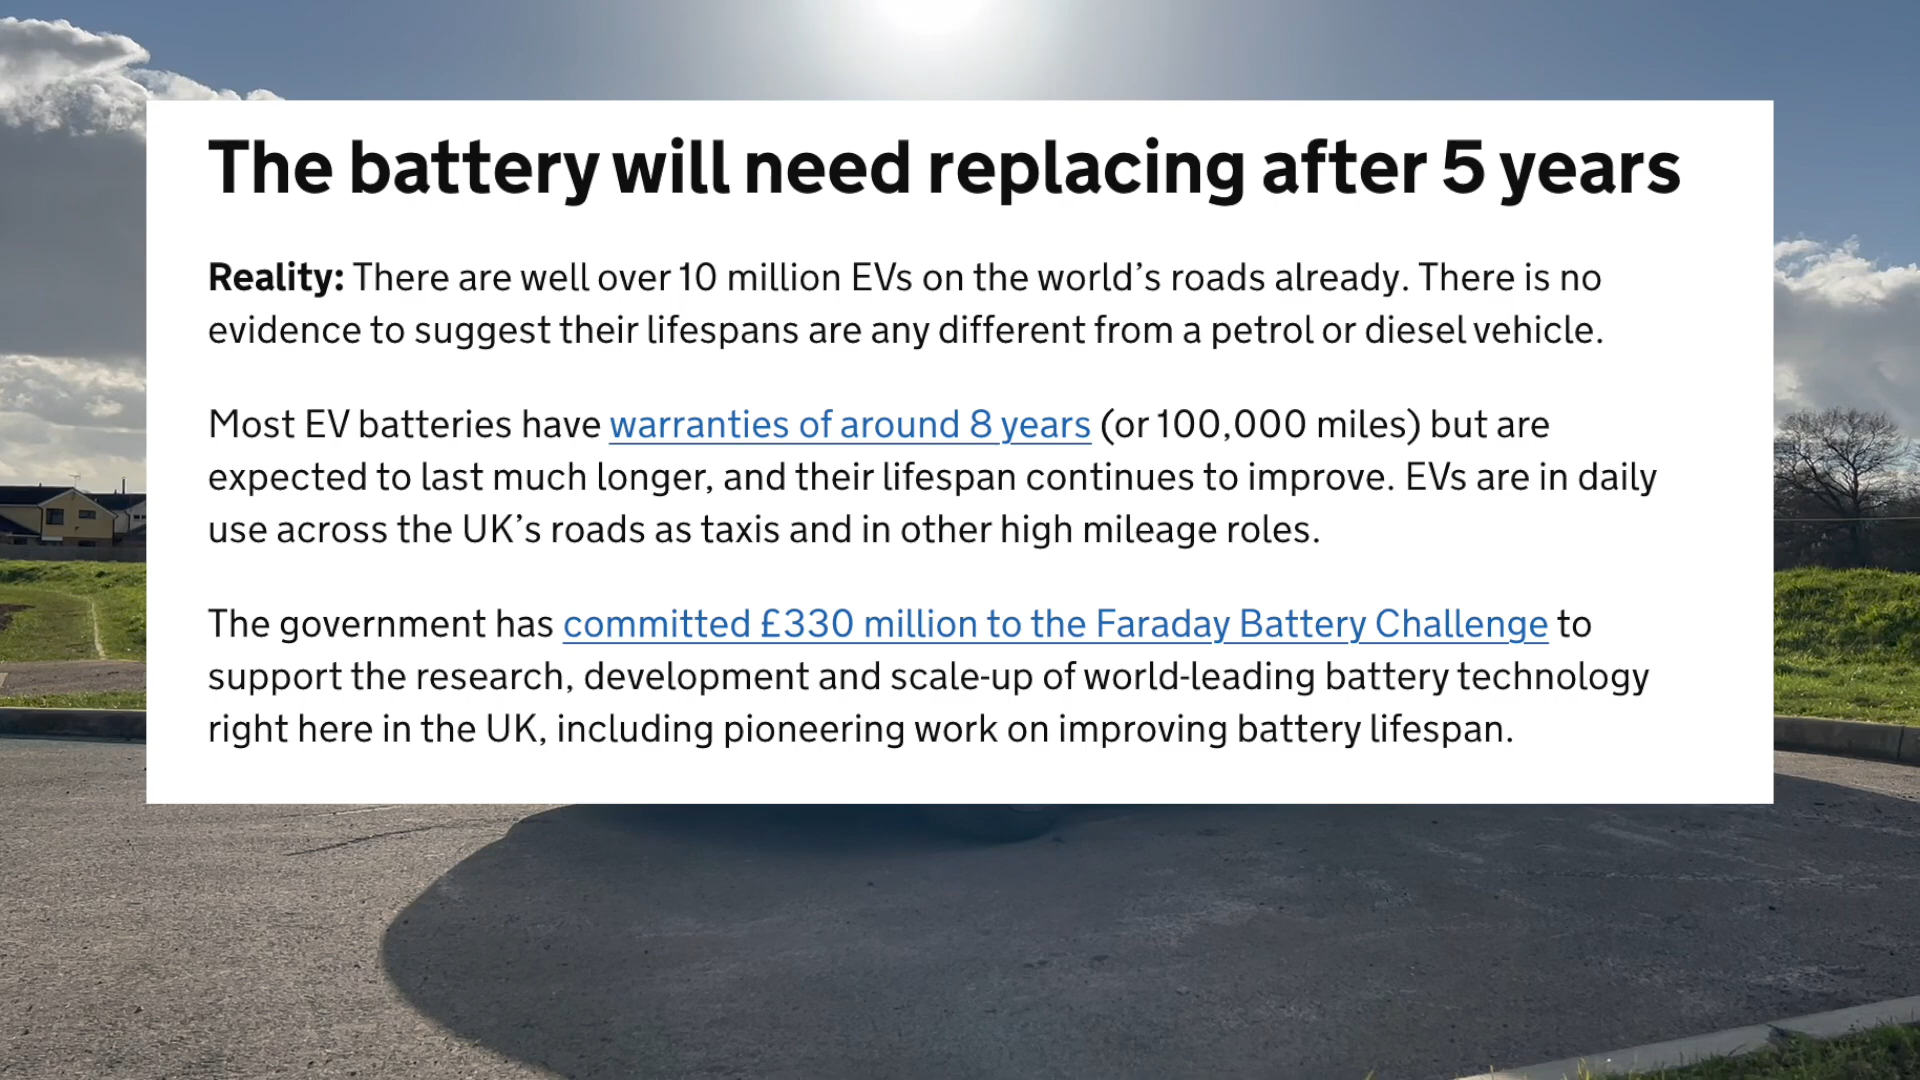 The battery will need replacing after 5 years
Reality: There are well over 10 million EVs on the world’s roads already. There is no
evidence to suggest their lifespans are any different from a petrol or diesel vehicle.
Most EV batteries have warranties of around 8 years (or 100,000 miles) but are
expected to last much longer, and their lifespan continues to improve. EVs are in daily
use across the UK’s roads as taxis and in other high mileage roles.
The government has committed £330 million to the Faraday Battery Challenge to
support the research, development and scale-up of world-leading battery technology
right here in the UK, including pioneering work on improving battery lifespan.